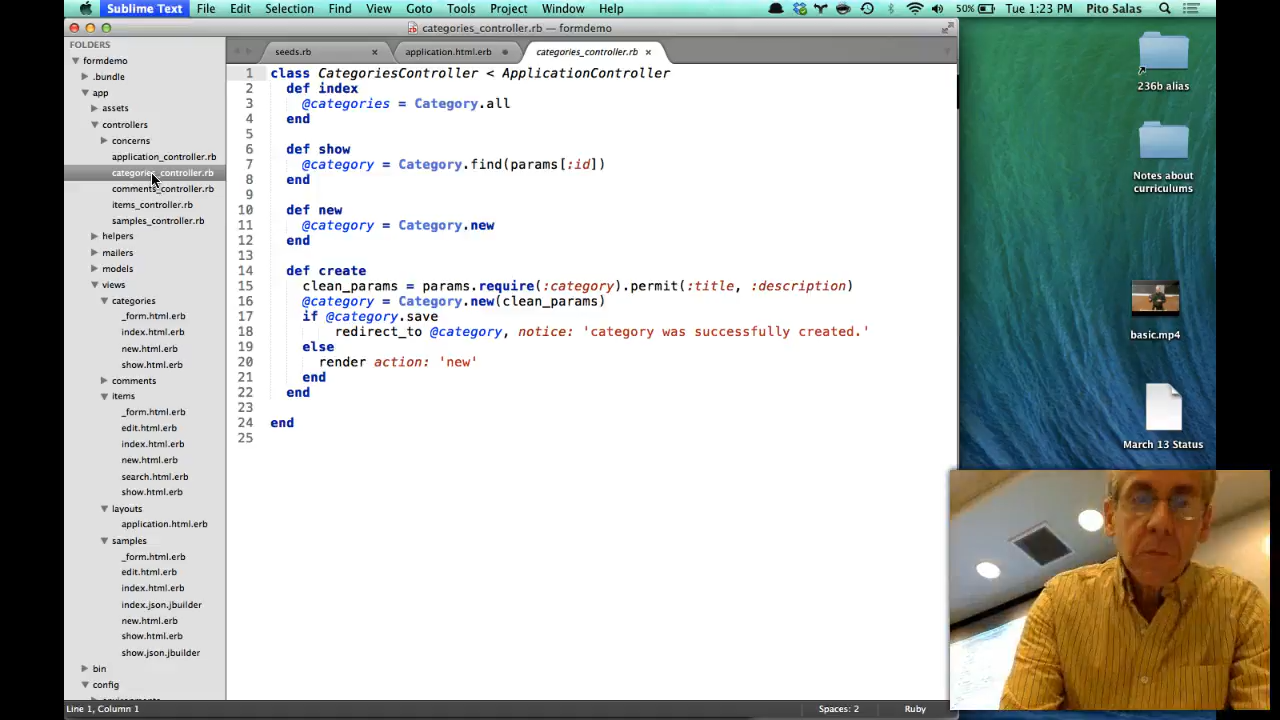 Sublime Text File Edit Selection Find View Goto Tools Project Window Help 50% Tue 1:23 PM Pito Salas
categories_controller.rb — formdemo
FOLDERS
formdemo
.bundle
app
assets
controllers
concerns
application_controller.rb
categories_controller.rb
comments_controller.rb
items_controller.rb
samples_controller.rb
helpers
mailers
models
views
categories
_form.html.erb
index.html.erb
new.html.erb
show.html.erb
comments
items
_form.html.erb
edit.html.erb
index.html.erb
new.html.erb
search.html.erb
show.html.erb
layouts
application.html.erb
samples
_form.html.erb
edit.html.erb
index.html.erb
index.json.jbuilder
new.html.erb
show.html.erb
show.json.jbuilder
bin
config
seeds.rb application.html.erb categories_controller.rb
1 class CategoriesController < ApplicationController
2 def index
3 @categories = Category.all
4 end
5
6 def show
7 @category = Category.find(params[:id])
8 end
9
10 def new
11 @category = Category.new
12 end
13
14 def create
15 clean_params = params.require(:category).permit(:title, :description)
16 @category = Category.new(clean_params)
17 if @category.save
18 redirect_to @category, notice: 'category was successfully created.'
19 else
20 render action: 'new'
21 end
22 end
23
24 end
25
Line 1, Column 1 Spaces: 2 Ruby
236b alias
Notes about
curriculums
basic.mp4
March 13 Status